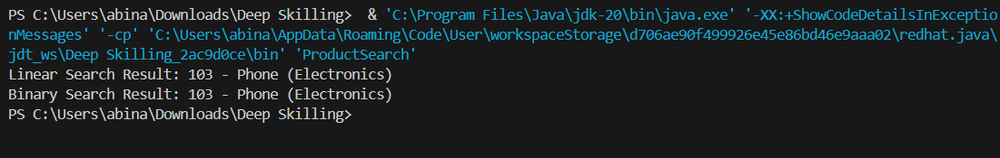 PS C:\Users\abina\Downloads\Deep Skilling>  & 'C:\Program Files\Java\jdk-20\bin\java.exe' '-XX:+ShowCodeDetailsInExceptio
nMessages' '-cp' 'C:\Users\abina\AppData\Roaming\Code\User\workspaceStorage\d706ae90f499926e45e86bd46e9aaa02\redhat.java\
jdt_ws\Deep Skilling_2ac9d0ce\bin' 'ProductSearch'
Linear Search Result: 103 - Phone (Electronics)
Binary Search Result: 103 - Phone (Electronics)
PS C:\Users\abina\Downloads\Deep Skilling>